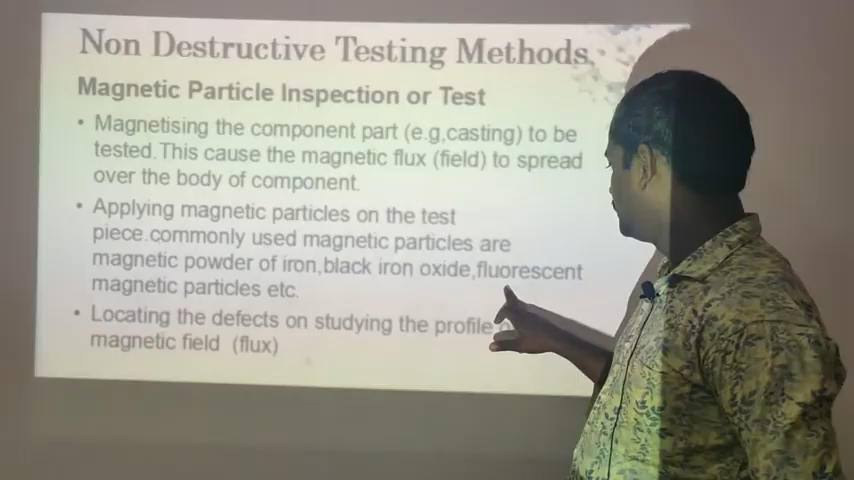 Non Destructive Testing Methods.
Magnetic Particle Inspection or Test
• Magnetising the component part (e.g,casting) to be
tested.This cause the magnetic flux (field) to spread
over the body of component.
• Applying magnetic particles on the test
piece.commonly used magnetic particles are
magnetic powder of iron,black iron oxide,fluorescent
magnetic particles etc.
• Locating the defects on studying the profile
magnetic field (flux)